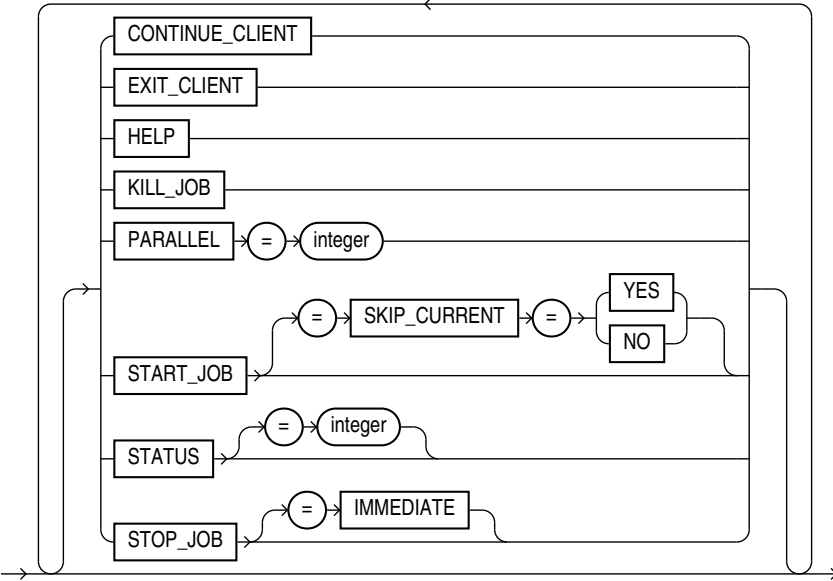 CONTINUE_CLIENT
EXIT_CLIENT
HELP
KILL_JOB
PARALLEL = integer
YES
= SKIP_CURRENT =
NO
START_JOB
= integer
STATUS
= IMMEDIATE
STOP_JOB